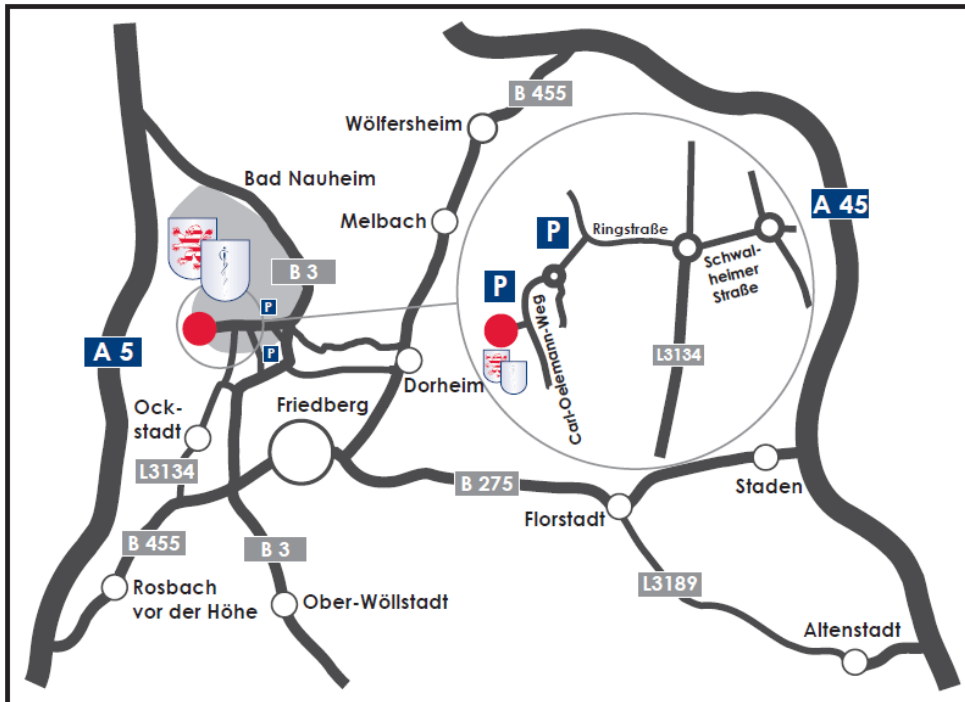 B 455
Wölfersheim
Bad Nauheim
Melbach
A 45
P
Ringstraße
Schwal-
heimer
Straße
B 3
P
P
A 5
Carl-Oelemann-Weg
L3134
P
Dorheim
Ock-
stadt
Friedberg
L3134
B 275
Staden
Florstadt
B 455
B 3
L3189
Rosbach
vor der Höhe
Ober-Wöllstadt
Altenstadt